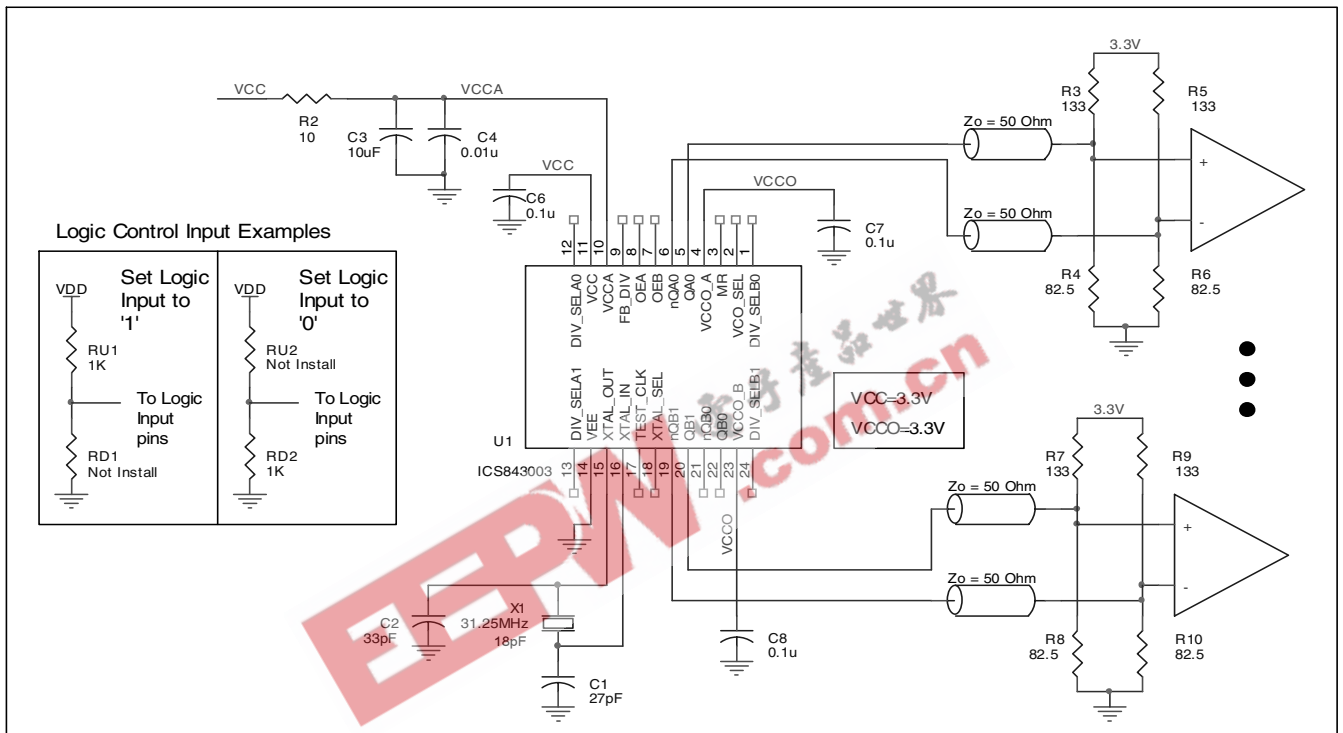 3.3V
VCC
VCCA
R2
10
C3
10uF
C4
0.01u
R3
133
R5
133
Zo = 50 Ohm
+
-
Zo = 50 Ohm
R4
82.5
R6
82.5
VCC
C6
0.1u
VCCO
C7
0.1u
Logic Control Input Examples
Set Logic
Input to
'1'
VDD
RU1
1K
To Logic
Input
pins
RD1
Not Install
Set Logic
Input to
'0'
VDD
RU2
Not Install
To Logic
Input
pins
RD2
1K
12
11
10
9
8
7
6
5
4
3
2
1
DIV_SELA0
VCC
VCCA
FB_DIV
OEA
OEB
nQA0
QA0
VCCO_A
MR
VCO_SEL
DIV_SELB0
DIV_SELA1
VEE
XTAL_OUT
XTAL_IN
TEST_CLK
XTAL_SEL
nQB1
QB1
nQB0
QB0
VCCO_B
DIV_SELB1
U1
ICS843003
13
14
15
16
17
18
19
20
21
22
23
24
VCC=3.3V
VCCO=3.3V
電子產品世界
EEPW.com.cn
VCCO
C2
33pF
X1
31.25MHz
18pF
C1
27pF
C8
0.1u
3.3V
R7
133
R9
133
Zo = 50 Ohm
+
-
Zo = 50 Ohm
R8
82.5
R10
82.5